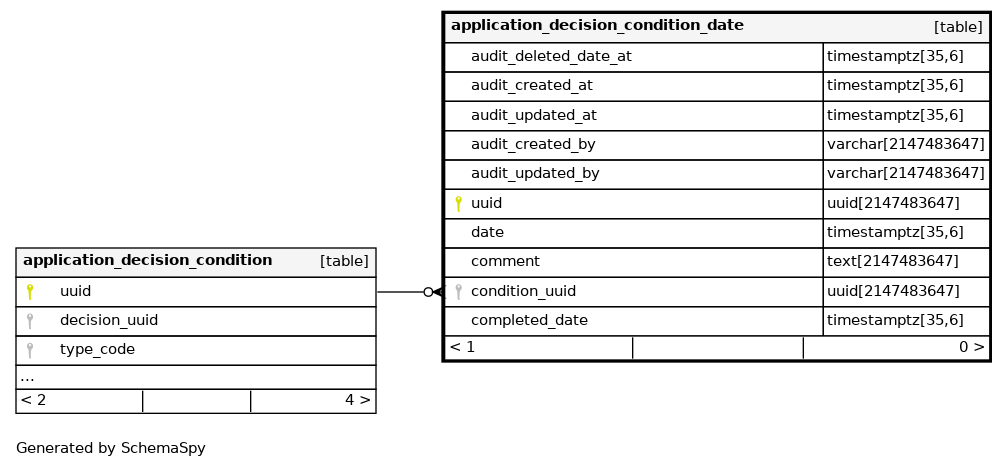 application_decision_condition_date [table]
audit_deleted_date_at timestamptz[35,6]
audit_created_at timestamptz[35,6]
audit_updated_at timestamptz[35,6]
audit_created_by varchar[2147483647]
audit_updated_by varchar[2147483647]
uuid uuid[2147483647]
date timestamptz[35,6]
comment text[2147483647]
condition_uuid uuid[2147483647]
completed_date timestamptz[35,6]
< 1 0 >
application_decision_condition [table]
uuid
decision_uuid
type_code
...
< 2 4 >
Generated by SchemaSpy